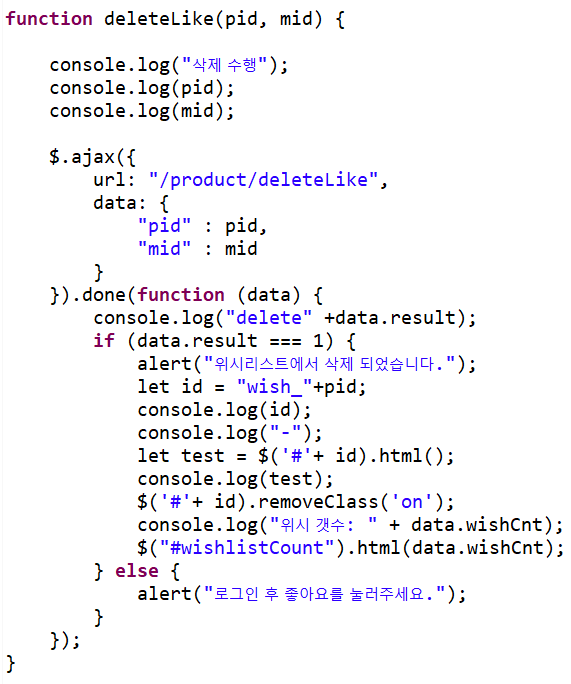 function deleteLike(pid, mid) {
console.log("삭제 수행");
console.log(pid);
console.log(mid);
$.ajax({
url: "/product/deleteLike",
data: {
"pid" : pid,
"mid" : mid
}
}).done(function (data) {
console.log("delete" +data.result);
if (data.result === 1) {
alert("위시리스트에서 삭제 되었습니다.");
let id = "wish_"+pid;
console.log(id);
console.log("-");
let test = $('#'+ id).html();
console.log(test);
$('#'+ id).removeClass('on');
console.log("위시 갯수: " + data.wishCnt);
$("#wishlistCount").html(data.wishCnt);
} else {
alert("로그인 후 좋아요를 눌러주세요.");
}
});
}